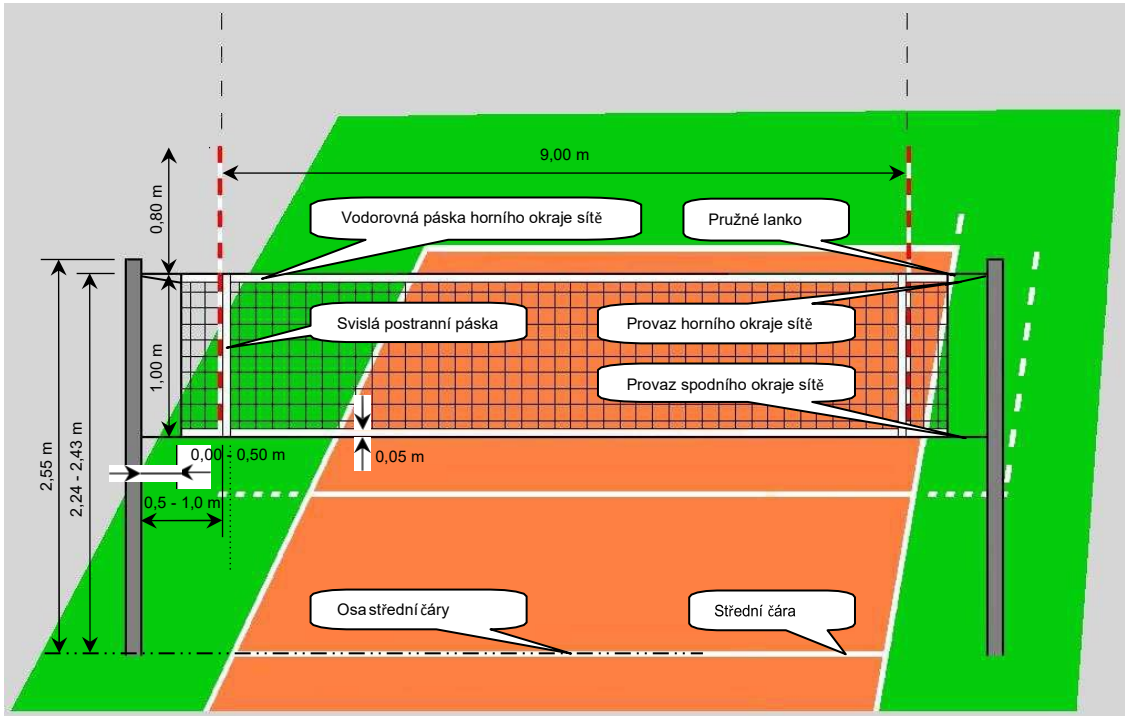 9,00 m
0,80 m
Vodorovná páska horního okraje sítě
Pružné lanko
Svislá postranní páska
Provaz horního okraje sítě
1,00 m
Provaz spodního okraje sítě
2,55 m
2,24 - 2,43 m
0,00 - 0,50 m
0,05 m
0,5 - 1,0 m
Osa střední čáry
Střední čára